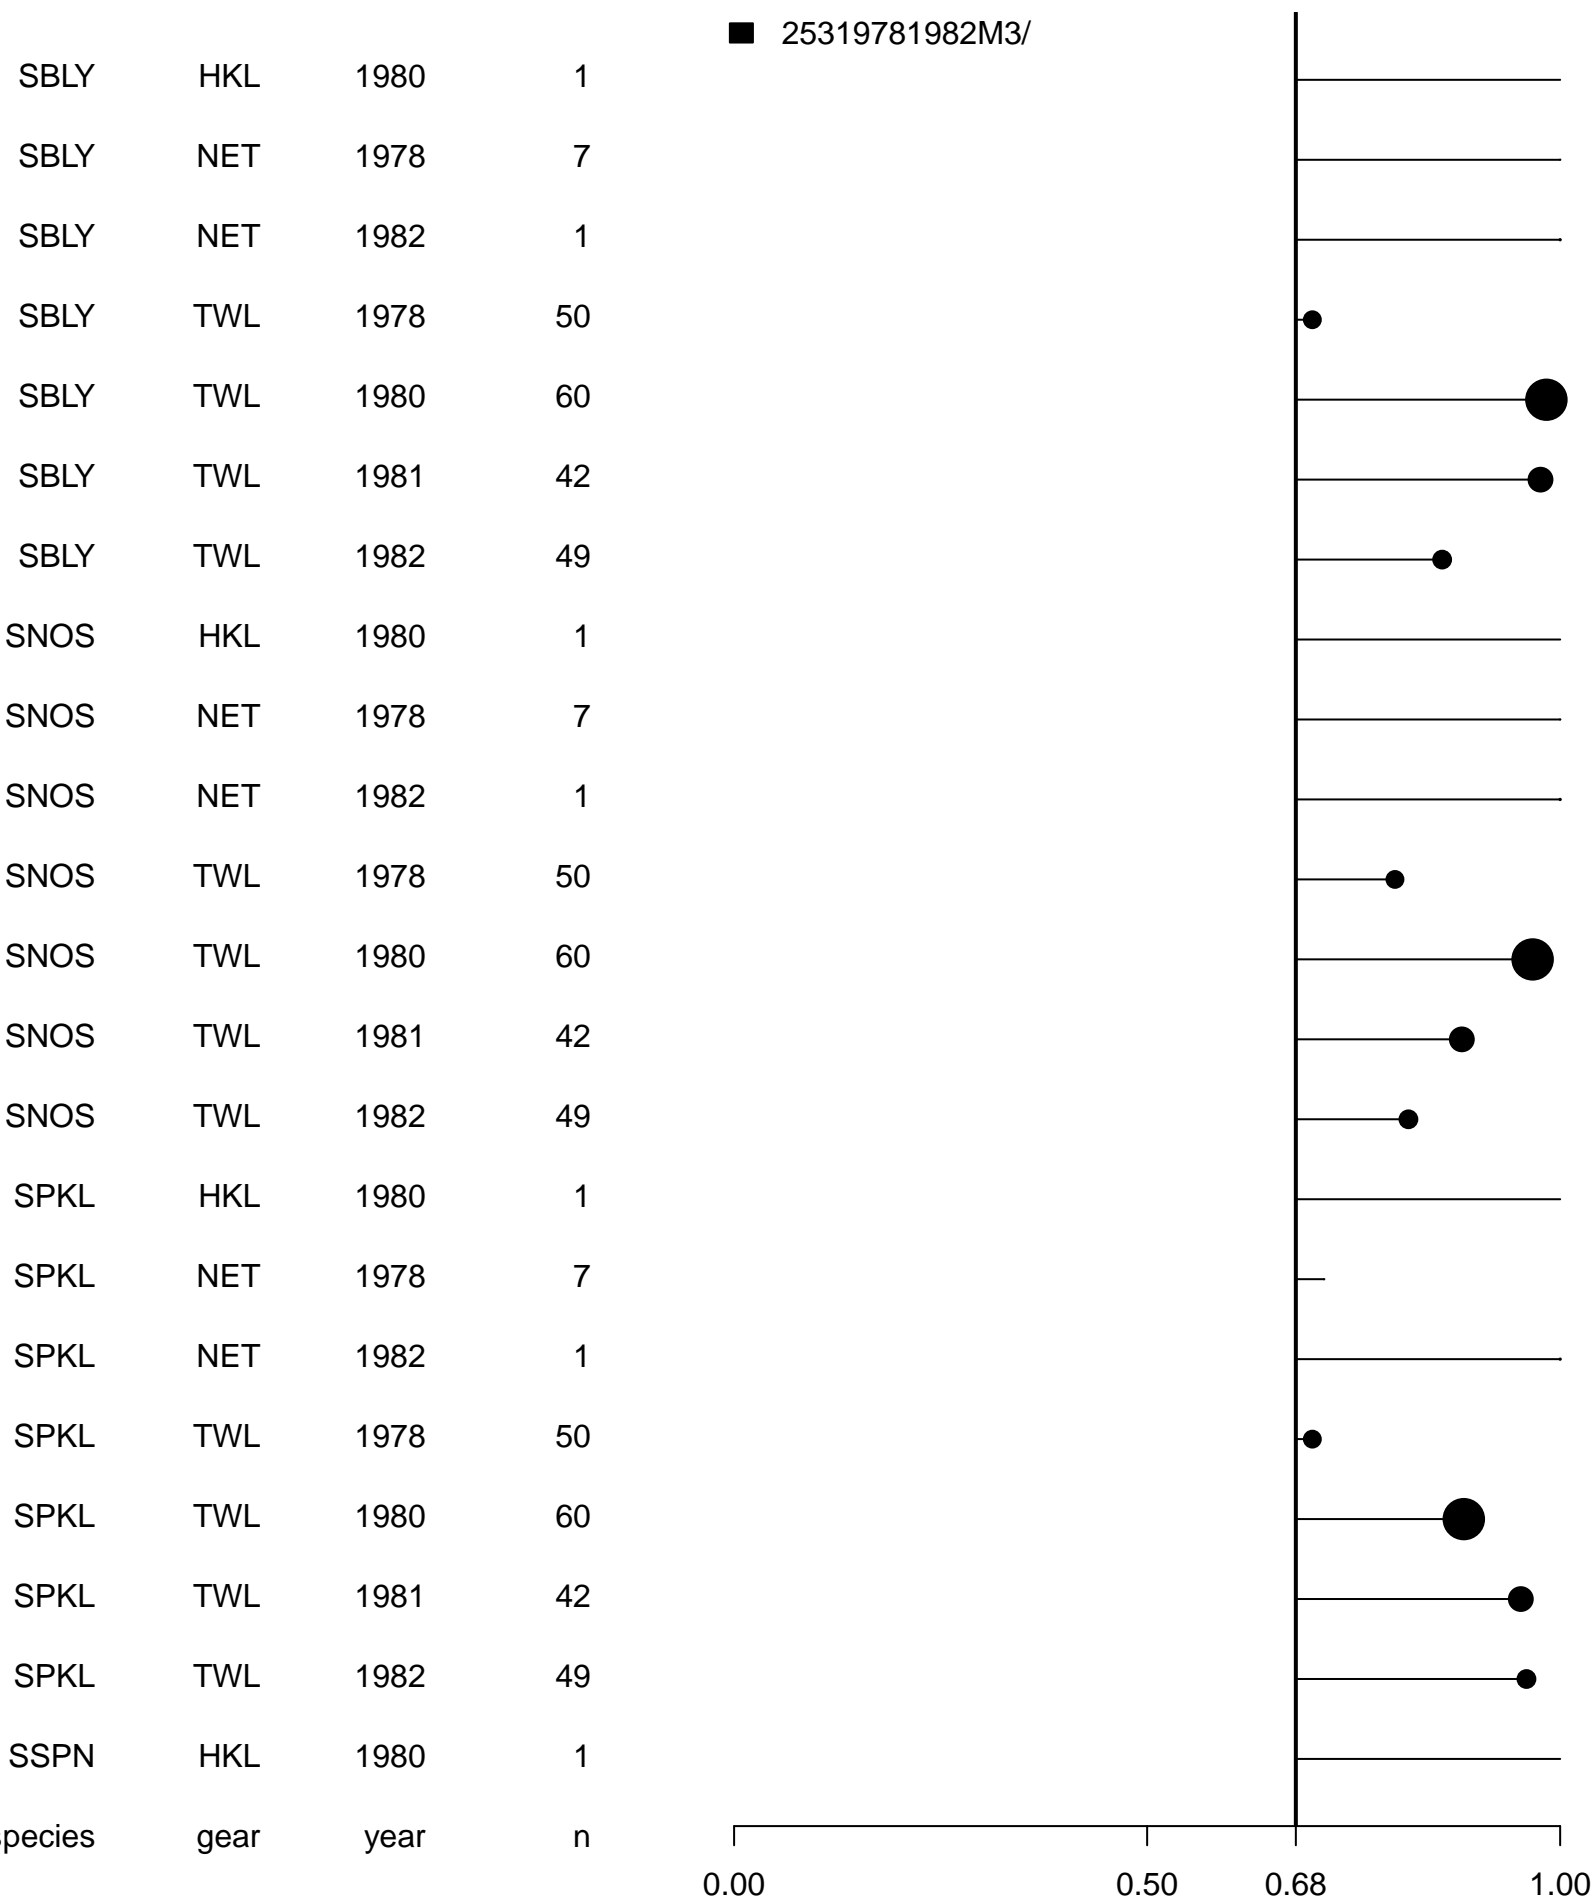 25319781982M3/
SBLY HKL 1980 1
SBLY NET 1978 7
SBLY NET 1982 1
SBLY TWL 1978 50
SBLY TWL 1980 60
SBLY TWL 1981 42
SBLY TWL 1982 49
SNOS HKL 1980 1
SNOS NET 1978 7
SNOS NET 1982 1
SNOS TWL 1978 50
SNOS TWL 1980 60
SNOS TWL 1981 42
SNOS TWL 1982 49
SPKL HKL 1980 1
SPKL NET 1978 7
SPKL NET 1982 1
SPKL TWL 1978 50
SPKL TWL 1980 60
SPKL TWL 1981 42
SPKL TWL 1982 49
SSPN HKL 1980 1
species gear year n
0.00 0.50 0.68 1.00